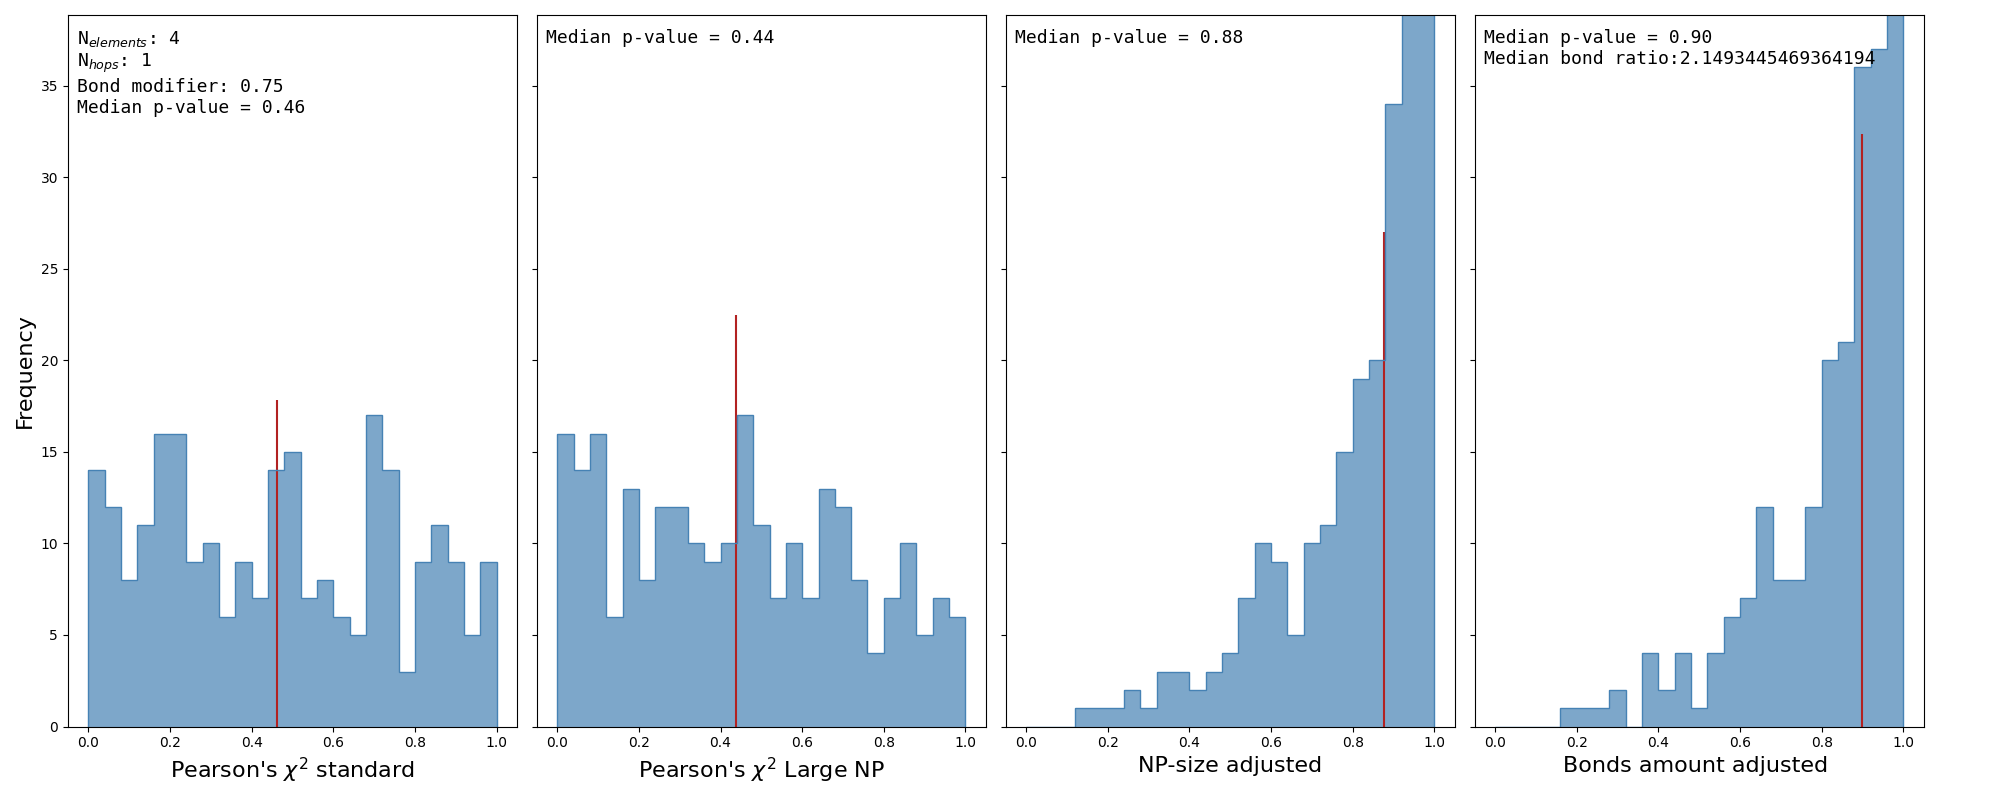 N_elements: 4
N_hops: 1
Bond modifier: 0.75
Median p-value = 0.46
Median p-value = 0.44
Median p-value = 0.88
Median p-value = 0.90
Median bond ratio:2.1493445469364194
Frequency
35
30
25
20
15
10
5
0
0.0 0.2 0.4 0.6 0.8 1.0
0.0 0.2 0.4 0.6 0.8 1.0
0.0 0.2 0.4 0.6 0.8 1.0
0.0 0.2 0.4 0.6 0.8 1.0
Pearson's χ² standard
Pearson's χ² Large NP
NP-size adjusted
Bonds amount adjusted